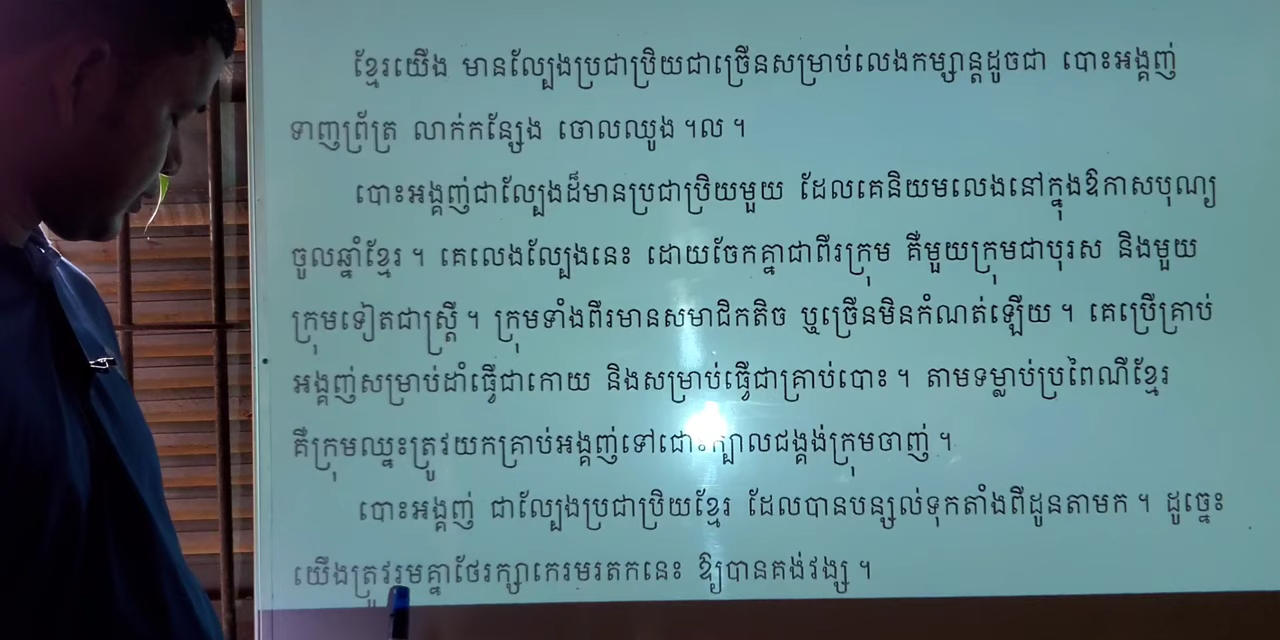 ខ្មែរយើង មានល្បែងប្រជាប្រិយជាច្រើនសម្រាប់លេងកម្សាន្តដូចជា បោះអង្គញ់
ទាញព្រ័ត្រ លាក់កន្សែង ចោលឈូង ។ល ។
បោះអង្គញ់ជាល្បែងដ៏មានប្រជាប្រិយមួយ ដែលគេនិយមលេងនៅក្នុងឱកាសបុណ្យ
ចូលឆ្នាំខ្មែរ ។ គេលេងល្បែងនេះ ដោយចែកគ្នាជាពីរក្រុម គឺមួយក្រុមជាបុរស និងមួយ
ក្រុមទៀតជាស្ត្រី ។ ក្រុមទាំងពីរមានសមាជិកតិច ឬច្រើនមិនកំណត់ឡើយ ។ គេប្រើគ្រាប់
អង្គញ់សម្រាប់ដាំធ្វើជាកោយ និងសម្រាប់ធ្វើជាគ្រាប់បោះ ។ តាមទម្លាប់ប្រពៃណីខ្មែរ
គឺក្រុមឈ្នះត្រូវយកគ្រាប់អង្គញ់ទៅជោះក្បាលជង្គង់ក្រុមចាញ់ ។
បោះអង្គញ់ ជាល្បែងប្រជាប្រិយខ្មែរ ដែលបានបន្សល់ទុកតាំងពីដូនតាមក ។ ដូច្នេះ
យើងត្រូវរួមគ្នាថែរក្សាកេរមរតកនេះ ឱ្យបានគង់វង្ស ។